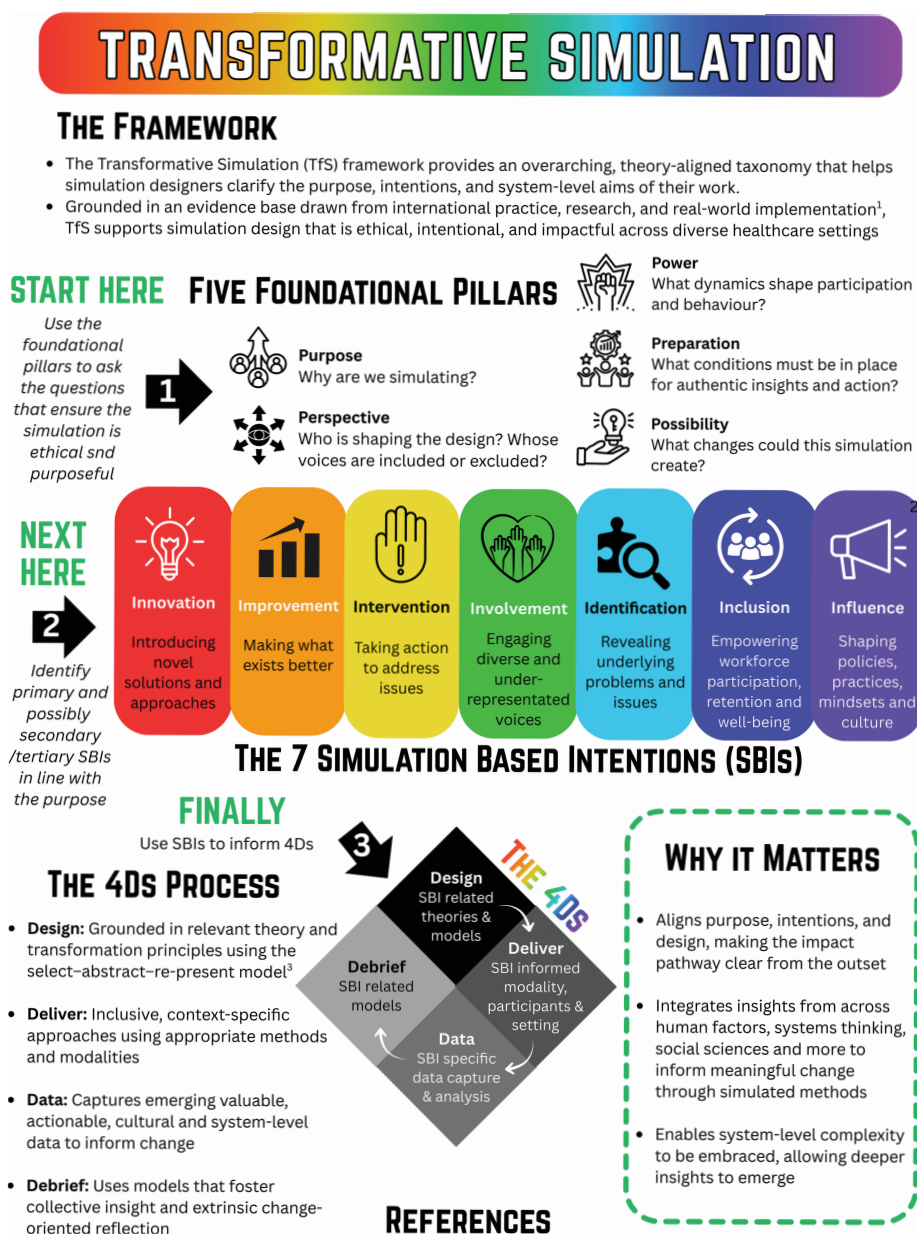 TRANSFORMATIVE SIMULATION
THE FRAMEWORK
• The Transformative Simulation (TfS) framework provides an overarching, theory-aligned taxonomy that helps
simulation designers clarify the purpose, intentions, and system-level aims of their work.
• Grounded in an evidence base drawn from international practice, research, and real-world implementation¹,
TfS supports simulation design that is ethical, intentional, and impactful across diverse healthcare settings
START HERE
Use the
foundational
pillars to ask
the questions
that ensure the
simulation is
ethical snd
purposeful
1
FIVE FOUNDATIONAL PILLARS
Purpose
Why are we simulating?
Perspective
Who is shaping the design? Whose
voices are included or excluded?
Power
What dynamics shape participation
and behaviour?
Preparation
What conditions must be in place
for authentic insights and action?
Possibility
What changes could this simulation
create?
NEXT
HERE
2
Identify
primary and
possibly
secondary
/tertiary SBIs
in line with
the purpose
Innovation
Introducing
novel
solutions and
approaches
Improvement
Making what
exists better
Intervention
Taking action
to address
issues
Involvement
Engaging
diverse and
under-
represented
voices
Identification
Revealing
underlying
problems and
issues
Inclusion
Empowering
workforce
participation,
retention and
well-being
2
Influence
Shaping
policies,
practices,
mindsets and
culture
THE 7 SIMULATION BASED INTENTIONS (SBIS)
FINALLY
Use SBIs to inform 4Ds
3
THE 4DS PROCESS
• Design: Grounded in relevant theory and
transformation principles using the
select–abstract–re-present model³
• Deliver: Inclusive, context-specific
approaches using appropriate methods
and modalities
• Data: Captures emerging valuable,
actionable, cultural and system-level
data to inform change
• Debrief: Uses models that foster
collective insight and extrinsic change-
oriented reflection
THE 4DS
Design
SBI related
theories &
models
Deliver
SBI informed
modality,
participants &
setting
Data
SBI specific
data capture
& analysis
Debrief
SBI related
models
WHY IT MATTERS
• Aligns purpose, intentions, and
design, making the impact
pathway clear from the outset
• Integrates insights from across
human factors, systems thinking,
social sciences and more to
inform meaningful change
through simulated methods
• Enables system-level complexity
to be embraced, allowing deeper
insights to emerge
REFERENCES